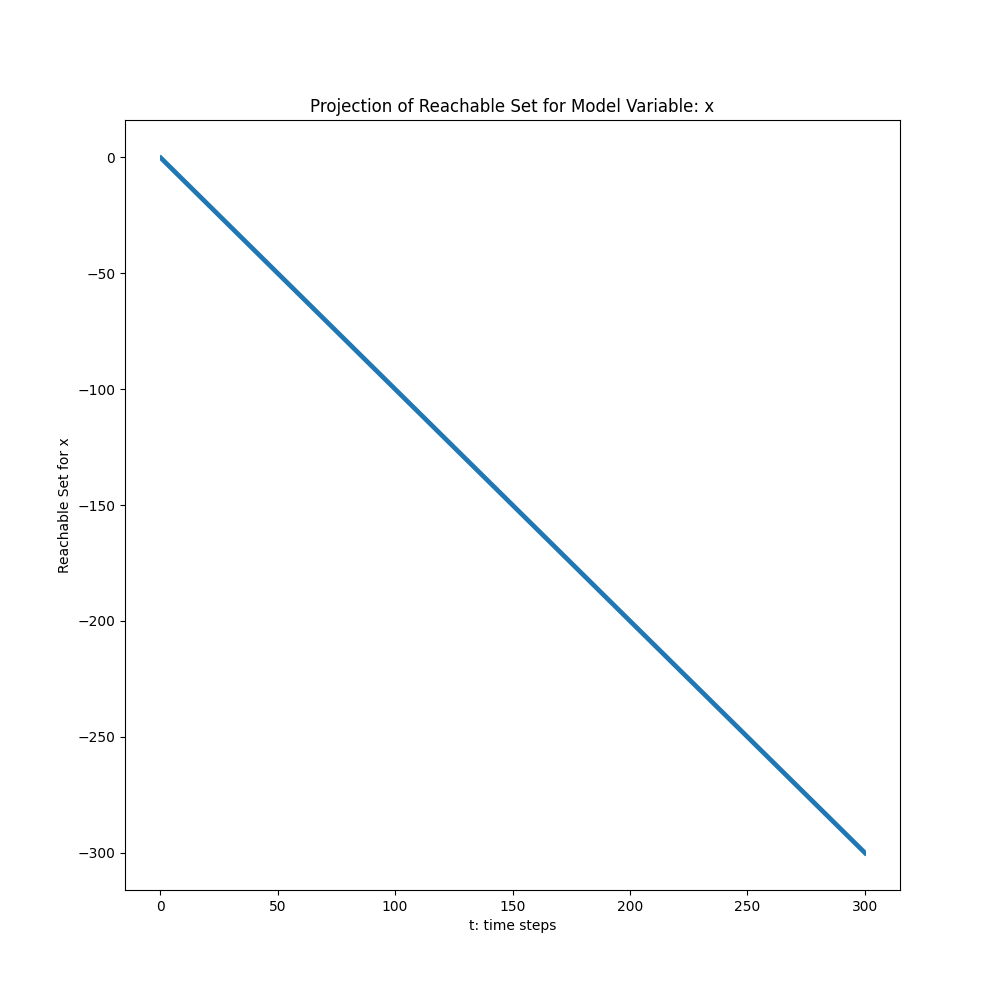 Projection of Reachable Set for Model Variable: x
0
−50
−100
−150
−200
−250
−300
Reachable Set for x
0 50 100 150 200 250 300
t: time steps